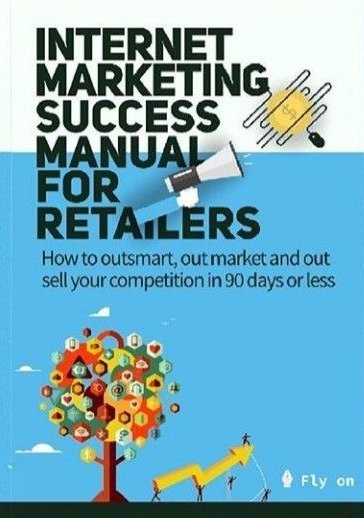 INTERNET
MARKETING
SUCCESS
MANUAL
FOR
RETAILERS
How to outsmart, out market and out
sell your competition in 90 days or less
Fly on